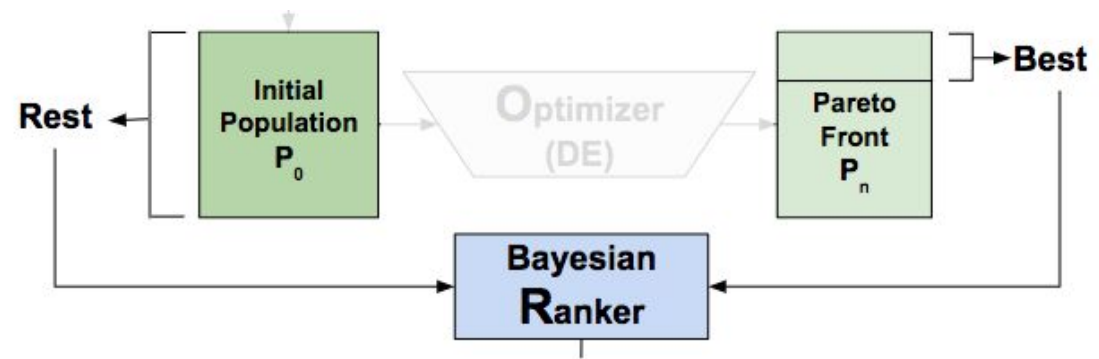 Rest
Initial
Population
P0
Optimizer
(DE)
Pareto
Front
Pn
Best
Bayesian
Ranker